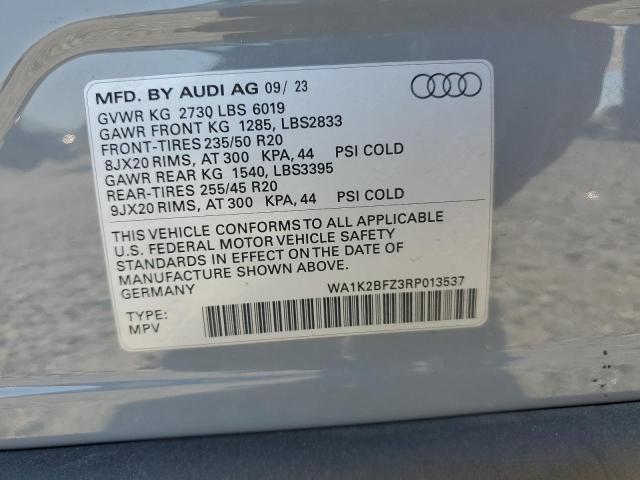 MFD. BY AUDI AG 09/ 23
GVWR KG 2730 LBS 6019
GAWR FRONT KG 1285, LBS2833
FRONT-TIRES 235/50 R20
8JX20 RIMS, AT 300 KPA, 44 PSI COLD
GAWR REAR KG 1540, LBS3395
REAR-TIRES 255/45 R20
9JX20 RIMS, AT 300 KPA, 44 PSI COLD
THIS VEHICLE CONFORMS TO ALL APPLICABLE
U.S. FEDERAL MOTOR VEHICLE SAFETY
STANDARDS IN EFFECT ON THE DATE OF
MANUFACTURE SHOWN ABOVE.
GERMANY WA1K2BFZ3RP013537
TYPE:
MPV